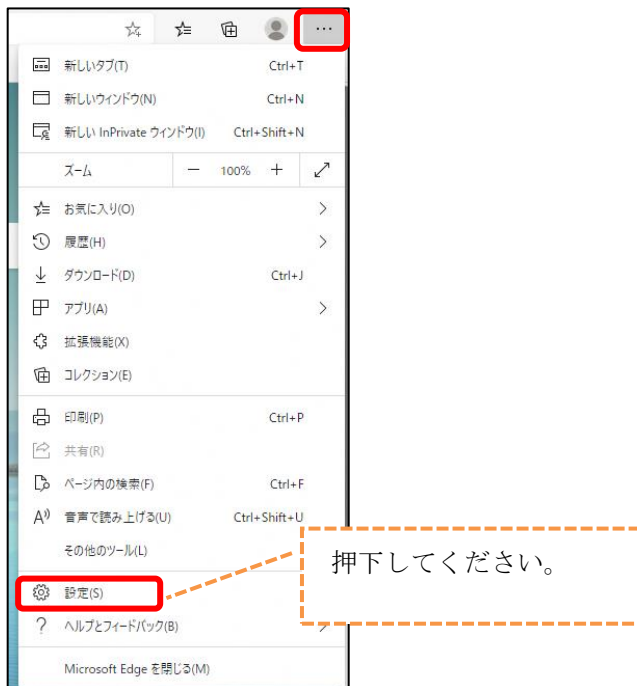 新しいタブ(T) Ctrl+T
新しいウィンドウ(N) Ctrl+N
新しい InPrivate ウィンドウ(I) Ctrl+Shift+N
ズーム － 100% ＋
お気に入り(O)
履歴(H)
ダウンロード(D) Ctrl+J
アプリ(A)
拡張機能(X)
コレクション(E)
印刷(P) Ctrl+P
共有(R)
ページ内の検索(F) Ctrl+F
音声で読み上げる(U) Ctrl+Shift+U
その他のツール(L)
押下してください。
設定(S)
ヘルプとフィードバック(B)
Microsoft Edge を閉じる(M)